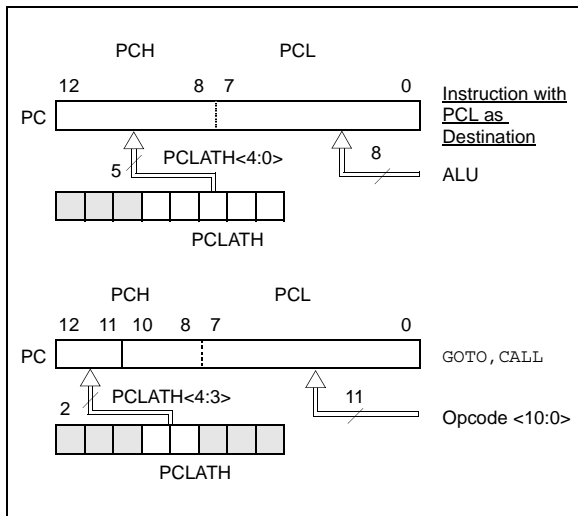 PCH PCL
12 8 7 0
PC
Instruction with
PCL as
Destination
5 PCLATH<4:0> 8
ALU
PCLATH
PCH PCL
12 11 10 8 7 0
PC GOTO, CALL
2 PCLATH<4:3> 11
Opcode <10:0>
PCLATH